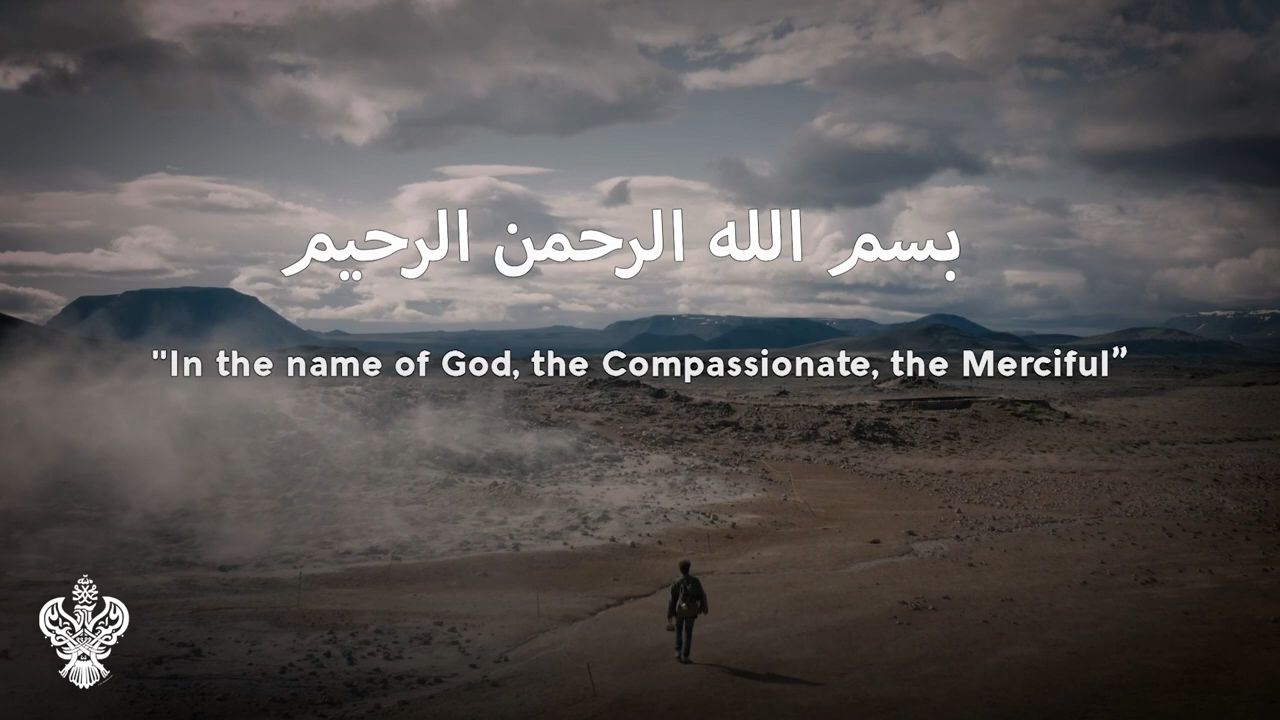 بسم الله الرحمن الرحيم
"In the name of God, the Compassionate, the Merciful”